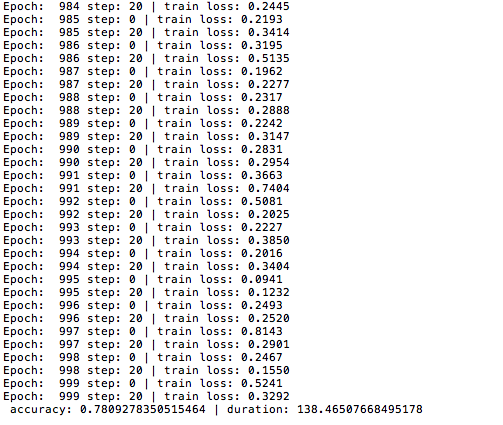 Epoch:  984 step: 20 | train loss: 0.2445
Epoch:  985 step: 0 | train loss: 0.2193
Epoch:  985 step: 20 | train loss: 0.3414
Epoch:  986 step: 0 | train loss: 0.3195
Epoch:  986 step: 20 | train loss: 0.5135
Epoch:  987 step: 0 | train loss: 0.1962
Epoch:  987 step: 20 | train loss: 0.2277
Epoch:  988 step: 0 | train loss: 0.2317
Epoch:  988 step: 20 | train loss: 0.2888
Epoch:  989 step: 0 | train loss: 0.2242
Epoch:  989 step: 20 | train loss: 0.3147
Epoch:  990 step: 0 | train loss: 0.2831
Epoch:  990 step: 20 | train loss: 0.2954
Epoch:  991 step: 0 | train loss: 0.3663
Epoch:  991 step: 20 | train loss: 0.7404
Epoch:  992 step: 0 | train loss: 0.5081
Epoch:  992 step: 20 | train loss: 0.2025
Epoch:  993 step: 0 | train loss: 0.2227
Epoch:  993 step: 20 | train loss: 0.3850
Epoch:  994 step: 0 | train loss: 0.2016
Epoch:  994 step: 20 | train loss: 0.3404
Epoch:  995 step: 0 | train loss: 0.0941
Epoch:  995 step: 20 | train loss: 0.1232
Epoch:  996 step: 0 | train loss: 0.2493
Epoch:  996 step: 20 | train loss: 0.2520
Epoch:  997 step: 0 | train loss: 0.8143
Epoch:  997 step: 20 | train loss: 0.2901
Epoch:  998 step: 0 | train loss: 0.2467
Epoch:  998 step: 20 | train loss: 0.1550
Epoch:  999 step: 0 | train loss: 0.5241
Epoch:  999 step: 20 | train loss: 0.3292
 accuracy: 0.7809278350515464 | duration: 138.46507668495178